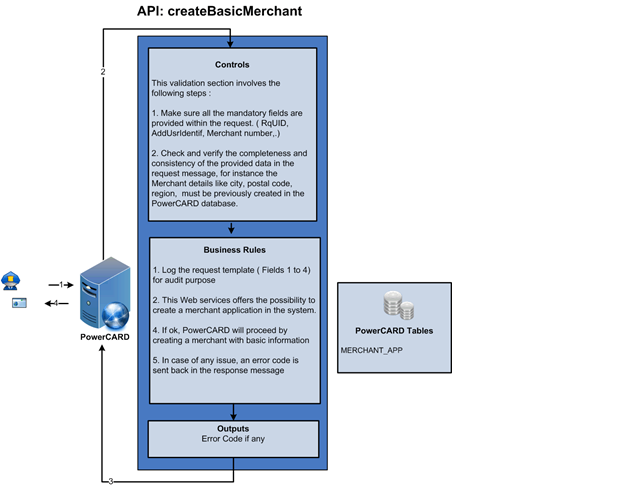 API: createBasicMerchant
2
Controls
This validation section involves the
following steps :
1. Make sure all the mandatory fields are
provided within the request. ( RqUID,
AddUsrIdentif, Merchant number,.)
2. Check and verify the completeness and
consistency of the provided data in the
request message, for instance the
Merchant details like city, postal code,
region, must be previously created in the
PowerCARD database.
Business Rules
1. Log the request template ( Fields 1 to 4)
for audit purpose
2. This Web services offers the possibility to
create a merchant application in the system.
4. If ok, PowerCARD will proceed by
creating a merchant with basic information
5. In case of any issue, an error code is
sent back in the response message
1
4
PowerCARD
PowerCARD Tables
MERCHANT_APP
Outputs
Error Code if any
3